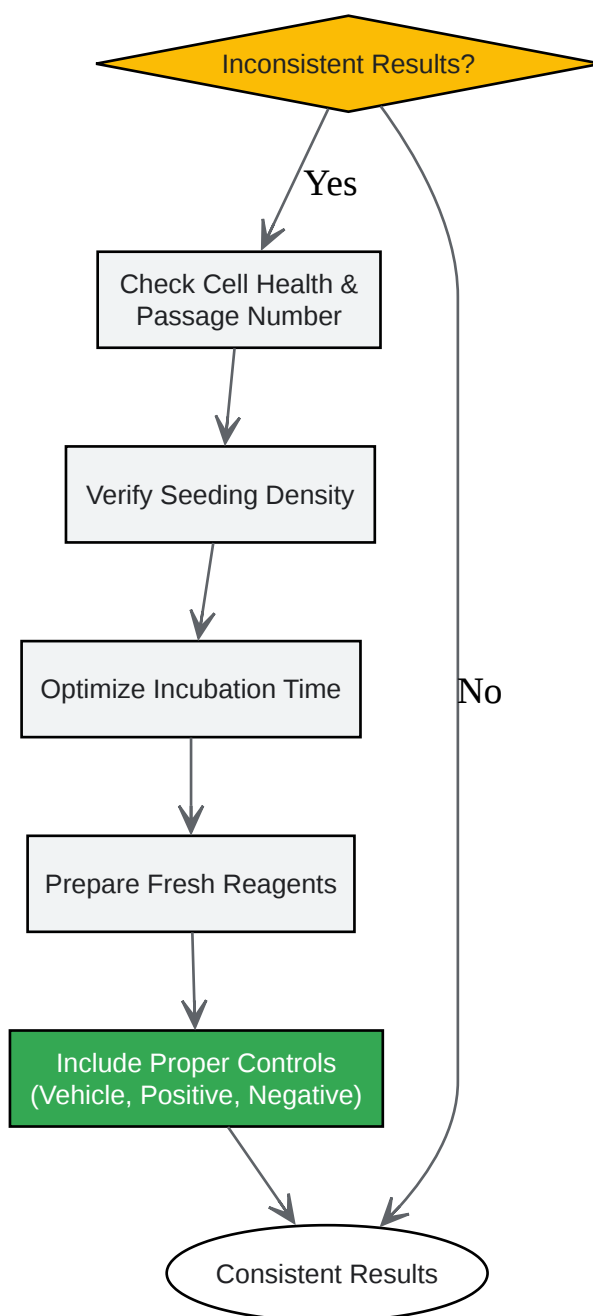 Inconsistent Results?
Yes
Check Cell Health &
Passage Number
Verify Seeding Density
Optimize Incubation Time
No
Prepare Fresh Reagents
Include Proper Controls
(Vehicle, Positive, Negative)
Consistent Results